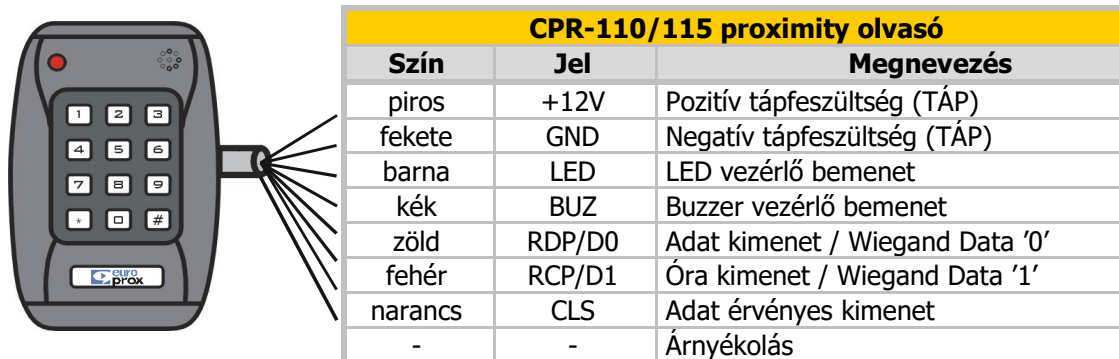 CPR-110/115 proximity olvasó
Szín Jel Megnevezés
piros +12V Pozitív tápfeszültség (TÁP)
fekete GND Negatív tápfeszültség (TÁP)
barna LED LED vezérlő bemenet
kék BUZ Buzzer vezérlő bemenet
zöld RDP/D0 Adat kimenet / Wiegand Data ’0’
fehér RCP/D1 Óra kimenet / Wiegand Data ’1’
narancs CLS Adat érvényes kimenet
- - Árnyékolás
1 2 3
4 5 6
7 8 9
* 0 #
euro
prox